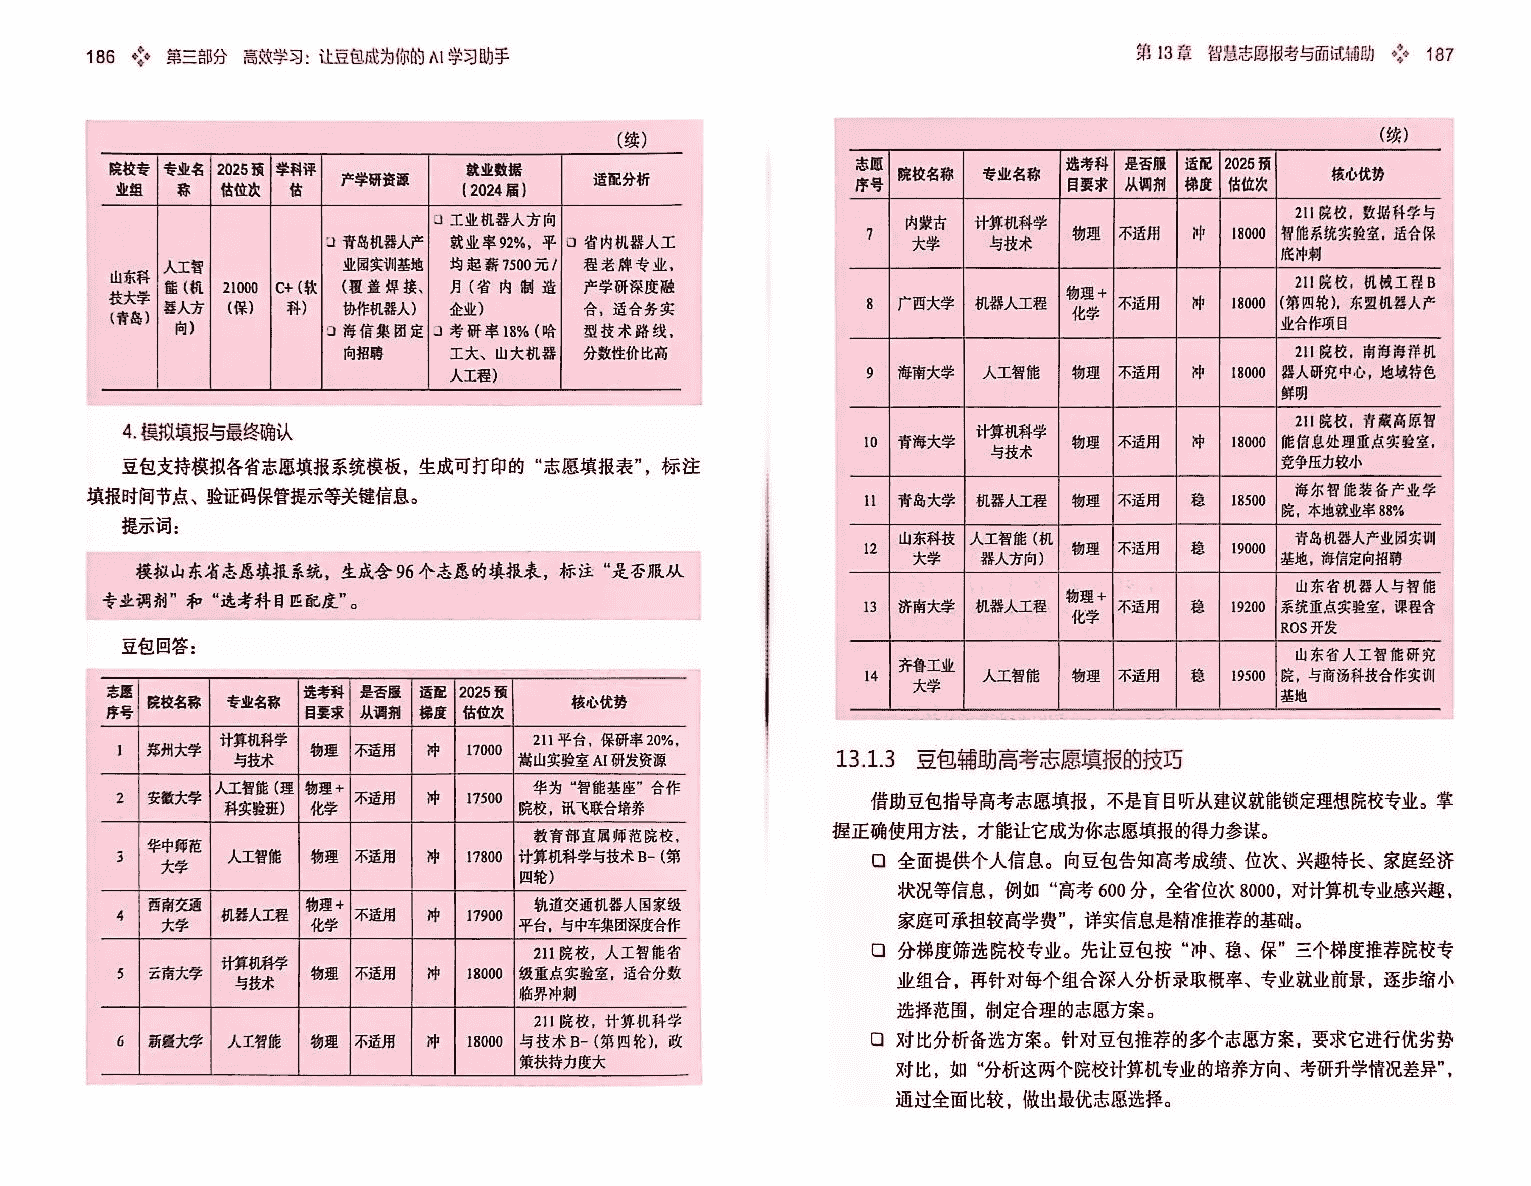 186 第三部分 高效学习：让豆包成为你的AI学习助手
（续）
院校专业组 专业名称 2025预估位次 学科评估 产学研资源 就业数据（2024届） 适配分析
山东科技大学（青岛） 人工智能（机器人方向） 21000（保） C+（软科） ❑ 青岛机器人产业园实训基地（覆盖焊接、协作机器人） ❑ 海信集团定向招聘 ❑ 工业机器人方向就业率92%，平均起薪7500元/月（省内制造企业） ❑ 考研率18%（哈工大、山大机器人工程） ❑ 省内机器人工程老牌专业，产学研深度融合，适合务实型技术路线，分数性价比高
4. 模拟填报与最终确认
豆包支持模拟各省志愿填报系统模板，生成可打印的“志愿填报表”，标注
填报时间节点、验证码保管提示等关键信息。
提示词：
模拟山东省志愿填报系统，生成含96个志愿的填报表，标注“是否服从
专业调剂”和“选考科目匹配度”。
豆包回答：
志愿序号 院校名称 专业名称 选考科目要求 是否服从调剂 适配梯度 2025预估位次 核心优势
1 郑州大学 计算机科学与技术 物理 不适用 冲 17000 211平台，保研率20%，嵩山实验室AI研发资源
2 安徽大学 人工智能（理科实验班） 物理+化学 不适用 冲 17500 华为“智能基座”合作院校，讯飞联合培养
3 华中师范大学 人工智能 物理 不适用 冲 17800 教育部直属师范院校，计算机科学与技术B-（第四轮）
4 西南交通大学 机器人工程 物理+化学 不适用 冲 17900 轨道交通机器人国家级平台，与中车集团深度合作
5 云南大学 计算机科学与技术 物理 不适用 冲 18000 211院校，人工智能省级重点实验室，适合分数临界冲刺
6 新疆大学 人工智能 物理 不适用 冲 18000 211院校，计算机科学与技术B-（第四轮），政策扶持力度大
第13章 智慧志愿报考与面试辅助 187
（续）
志愿序号 院校名称 专业名称 选考科目要求 是否服从调剂 适配梯度 2025预估位次 核心优势
7 内蒙古大学 计算机科学与技术 物理 不适用 冲 18000 211院校，数据科学与智能系统实验室，适合保底冲刺
8 广西大学 机器人工程 物理+化学 不适用 冲 18000 211院校，机械工程B（第四轮），东盟机器人产业合作项目
9 海南大学 人工智能 物理 不适用 冲 18000 211院校，南海海洋机器人研究中心，地域特色鲜明
10 青海大学 计算机科学与技术 物理 不适用 冲 18000 211院校，青藏高原智能信息处理重点实验室，竞争压力较小
11 青岛大学 机器人工程 物理 不适用 稳 18500 海尔智能装备产业学院，本地就业率88%
12 山东科技大学 人工智能（机器人方向） 物理 不适用 稳 19000 青岛机器人产业园实训基地，海信定向招聘
13 济南大学 机器人工程 物理+化学 不适用 稳 19200 山东省机器人与智能系统重点实验室，课程含ROS开发
14 齐鲁工业大学 人工智能 物理 不适用 稳 19500 山东省人工智能研究院，与商汤科技合作实训基地
13.1.3 豆包辅助高考志愿填报的技巧
借助豆包指导高考志愿填报，不是盲目听从建议就能锁定理想院校专业。掌
握正确使用方法，才能让它成为你志愿填报的得力参谋。
❑ 全面提供个人信息。向豆包告知高考成绩、位次、兴趣特长、家庭经济
状况等信息，例如“高考600分，全省位次8000，对计算机专业感兴趣，
家庭可承担较高学费”，详实信息是精准推荐的基础。
❑ 分梯度筛选院校专业。先让豆包按“冲、稳、保”三个梯度推荐院校专
业组合，再针对每个组合深入分析录取概率、专业就业前景，逐步缩小
选择范围，制定合理的志愿方案。
❑ 对比分析备选方案。针对豆包推荐的多个志愿方案，要求它进行优劣势
对比，如“分析这两个院校计算机专业的培养方向、考研升学情况差异”，
通过全面比较，做出最优志愿选择。